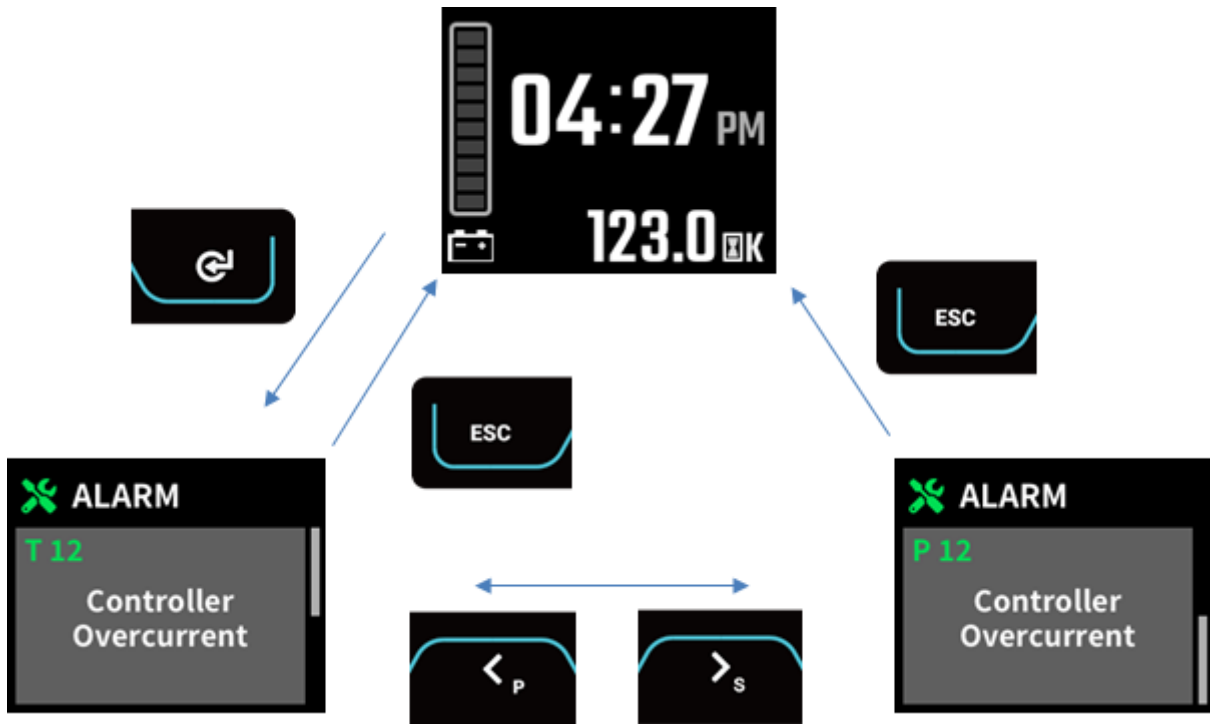 04:27 PM
123.0 K
ESC
ESC
ALARM
T 12
Controller
Overcurrent
ALARM
P 12
Controller
Overcurrent
< P
> S